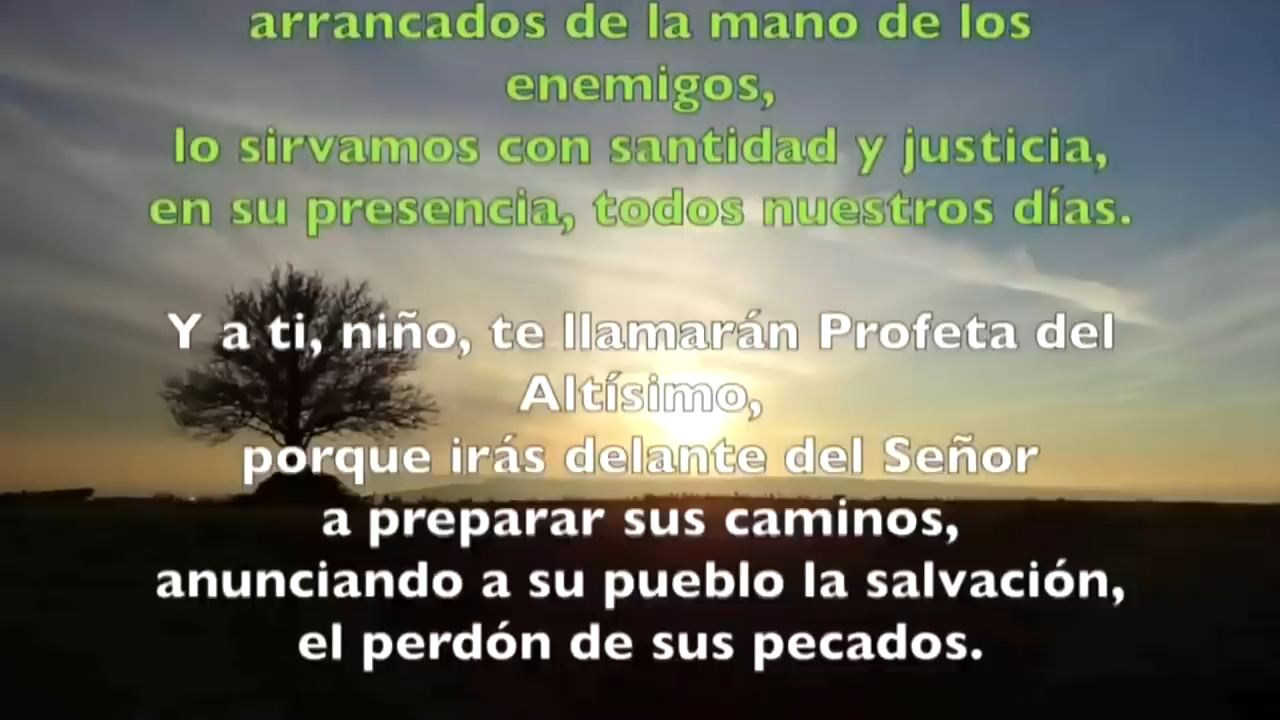 arrancados de la mano de los
enemigos,
lo sirvamos con santidad y justicia,
en su presencia, todos nuestros días.
Y a ti, niño, te llamarán Profeta del
Altísimo,
porque irás delante del Señor
a preparar sus caminos,
anunciando a su pueblo la salvación,
el perdón de sus pecados.